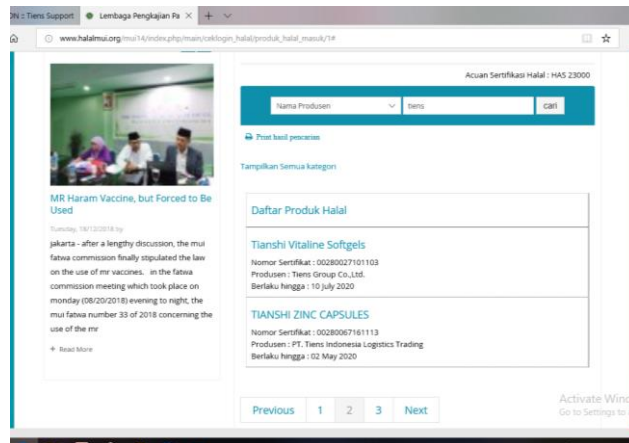 ON :: Tiens Support
Lembaga Pengkajian Pa
www.halalmui.org/mui14/index.php/main/ceklogin_halal/produk_halal_masuk/1#
Acuan Sertifikasi Halal : HAS 23000
Nama Produsen
tiens
cari
Print hasil pencarian
Tampilkan Semua kategori
MR Haram Vaccine, but Forced to Be
Used
Tuesday, 18/12/2018 by
jakarta - after a lengthy discussion, the mui
fatwa commission finally stipulated the law
on the use of mr vaccines. in the fatwa
commission meeting which took place on
monday (08/20/2018) evening to night, the
mui fatwa number 33 of 2018 concerning the
use of the mr
+ Read More
Daftar Produk Halal
Tianshi Vitaline Softgels
Nomor Sertifikat : 00280027101103
Produsen : Tiens Group Co.,Ltd.
Berlaku hingga : 10 July 2020
TIANSHI ZINC CAPSULES
Nomor Sertifikat : 00280067161113
Produsen : PT. Tiens Indonesia Logistics Trading
Berlaku hingga : 02 May 2020
Previous 1 2 3 Next
Activate Wind
Go to Settings to